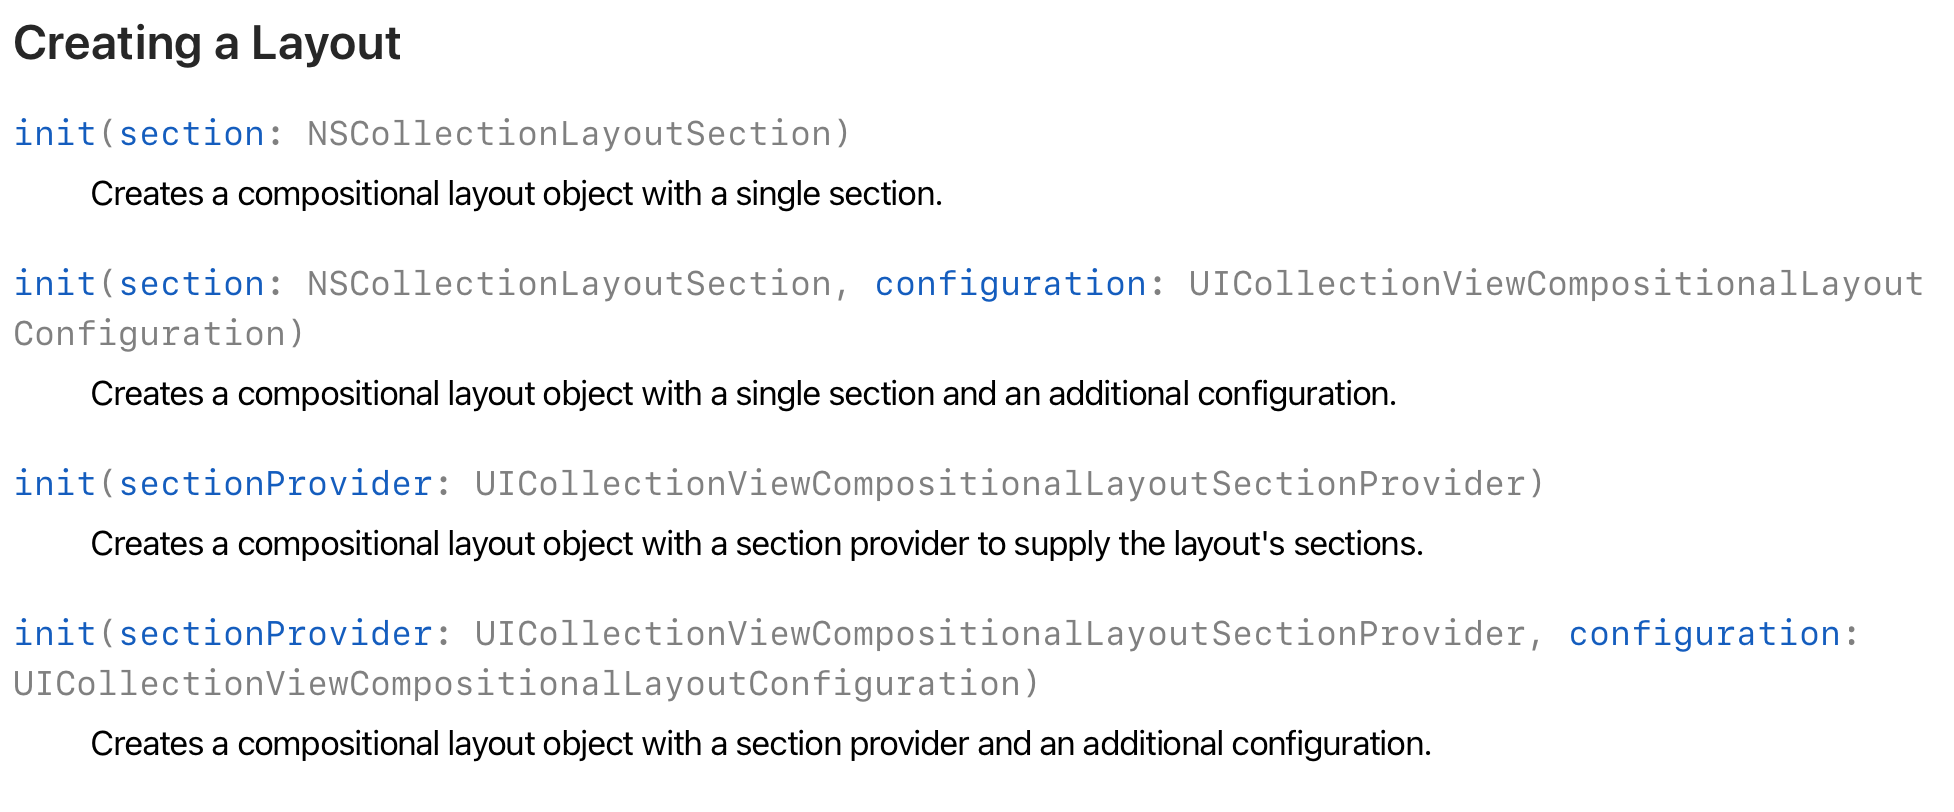 Creating a Layout
init(section: NSCollectionLayoutSection)
Creates a compositional layout object with a single section.
init(section: NSCollectionLayoutSection, configuration: UICollectionViewCompositionalLayout
Configuration)
Creates a compositional layout object with a single section and an additional configuration.
init(sectionProvider: UICollectionViewCompositionalLayoutSectionProvider)
Creates a compositional layout object with a section provider to supply the layout's sections.
init(sectionProvider: UICollectionViewCompositionalLayoutSectionProvider, configuration:
UICollectionViewCompositionalLayoutConfiguration)
Creates a compositional layout object with a section provider and an additional configuration.